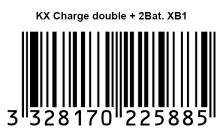 KX Charge double + 2Bat. XB1
3 328170 225885